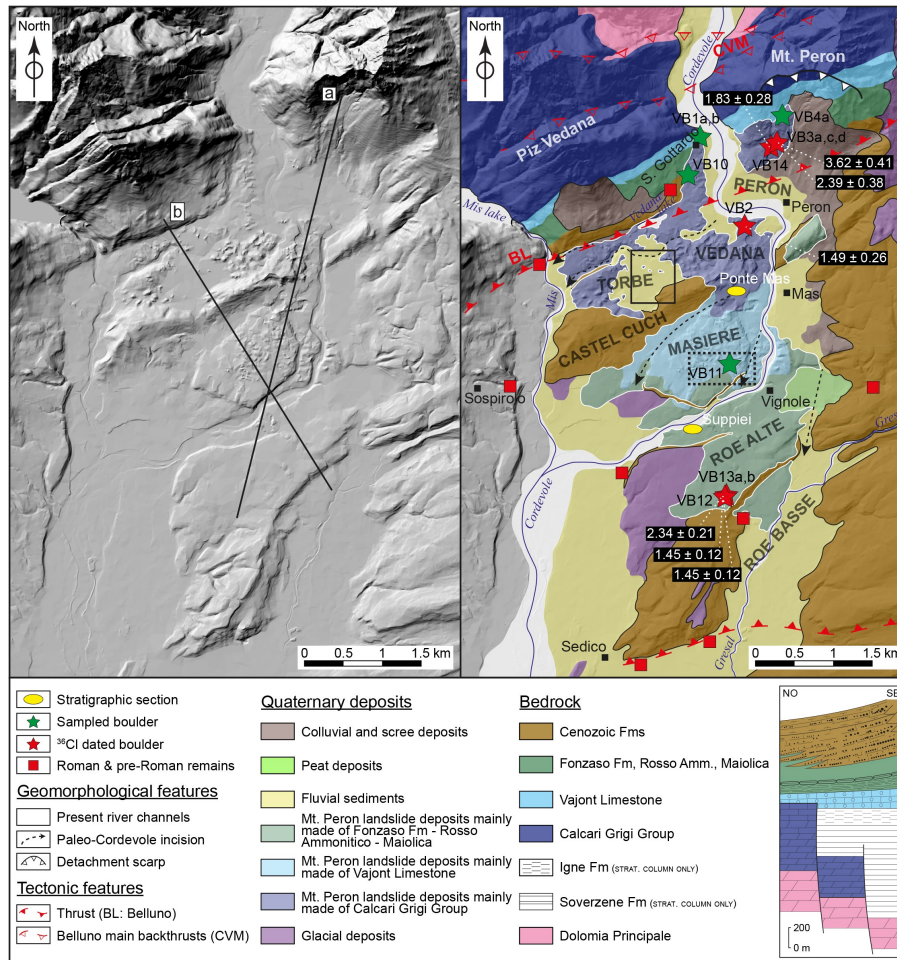 North
a
b
0 0.5 1 1.5 km
North
Cordevole
CVM
Mt. Peron
1.83 ± 0.28
Piz Vedana
VB1a,b
VB4a
S. Gottardo
VB3a,c,d
VB10
VB14
3.62 ± 0.41
2.39 ± 0.38
PERON
Mis lake
Vedana
lake
VB2
Peron
BL
VEDANA
1.49 ± 0.26
Mis
TORBE
Ponte Mas
Mas
CASTEL CUCH
MASIERE
VB11
Sospirolo
Vignole
Suppiei
ROE ALTE
Gres
Cordevole
VB13a,b
VB12
ROE BASSE
2.34 ± 0.21
1.45 ± 0.12
1.45 ± 0.12
Sedico
Gresal
0 0.5 1 1.5 km
Stratigraphic section
Sampled boulder
³⁶Cl dated boulder
Roman & pre-Roman remains
Geomorphological features
Present river channels
Paleo-Cordevole incision
Detachment scarp
Tectonic features
Thrust (BL: Belluno)
Belluno main backthrusts (CVM)
Quaternary deposits
Colluvial and scree deposits
Peat deposits
Fluvial sediments
Mt. Peron landslide deposits mainly
made of Fonzaso Fm - Rosso
Ammonitico - Maiolica
Mt. Peron landslide deposits mainly
made of Vajont Limestone
Mt. Peron landslide deposits mainly
made of Calcari Grigi Group
Glacial deposits
Bedrock
Cenozoic Fms
Fonzaso Fm, Rosso Amm., Maiolica
Vajont Limestone
Calcari Grigi Group
Igne Fm (STRAT. COLUMN ONLY)
Soverzene Fm (STRAT. COLUMN ONLY)
Dolomia Principale
NO SE
200
0 m